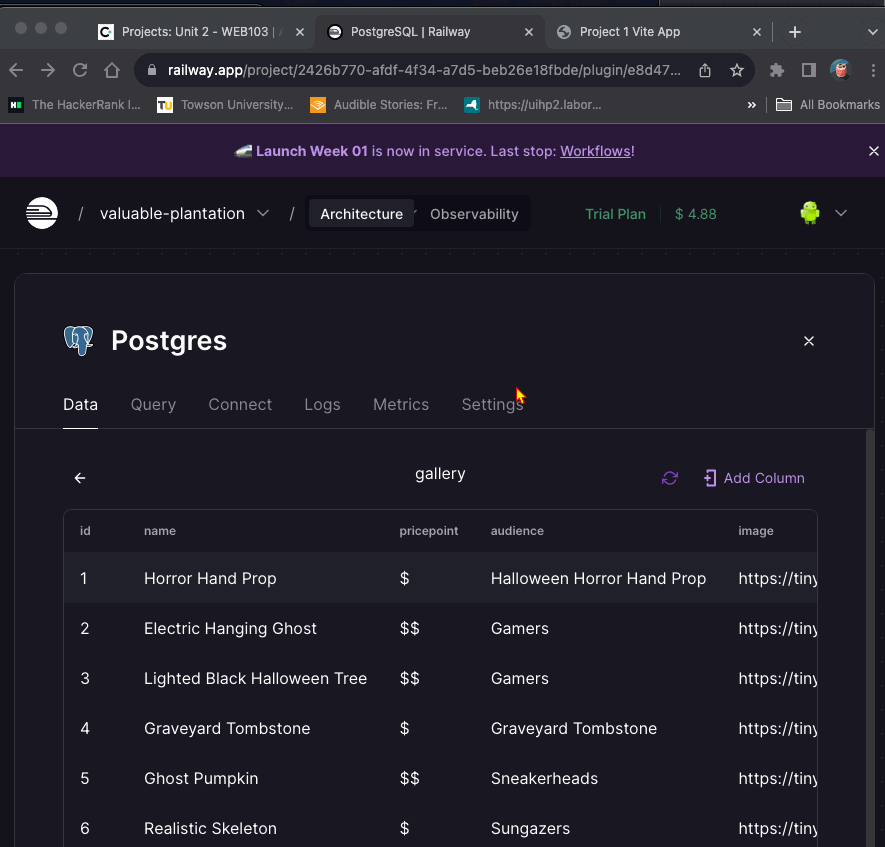 Projects: Unit 2 - WEB103 |
PostgreSQL | Railway
Project 1 Vite App
railway.app/project/2426b770-afdf-4f34-a7d5-beb26e18fbde/plugin/e8d47...
The HackerRank I...
TU Towson University...
Audible Stories: Fr...
https://uihp2.labor...
»
All Bookmarks
🚄 Launch Week 01 is now in service. Last stop: Workflows!
/ valuable-plantation / Architecture Observability Trial Plan $ 4.88
Postgres
Data Query Connect Logs Metrics Settings
gallery
Add Column
id name pricepoint audience image
1 Horror Hand Prop $ Halloween Horror Hand Prop https://tiny
2 Electric Hanging Ghost $$ Gamers https://tiny
3 Lighted Black Halloween Tree $$ Gamers https://tiny
4 Graveyard Tombstone $ Graveyard Tombstone https://tiny
5 Ghost Pumpkin $$ Sneakerheads https://tiny
6 Realistic Skeleton $ Sungazers https://tiny